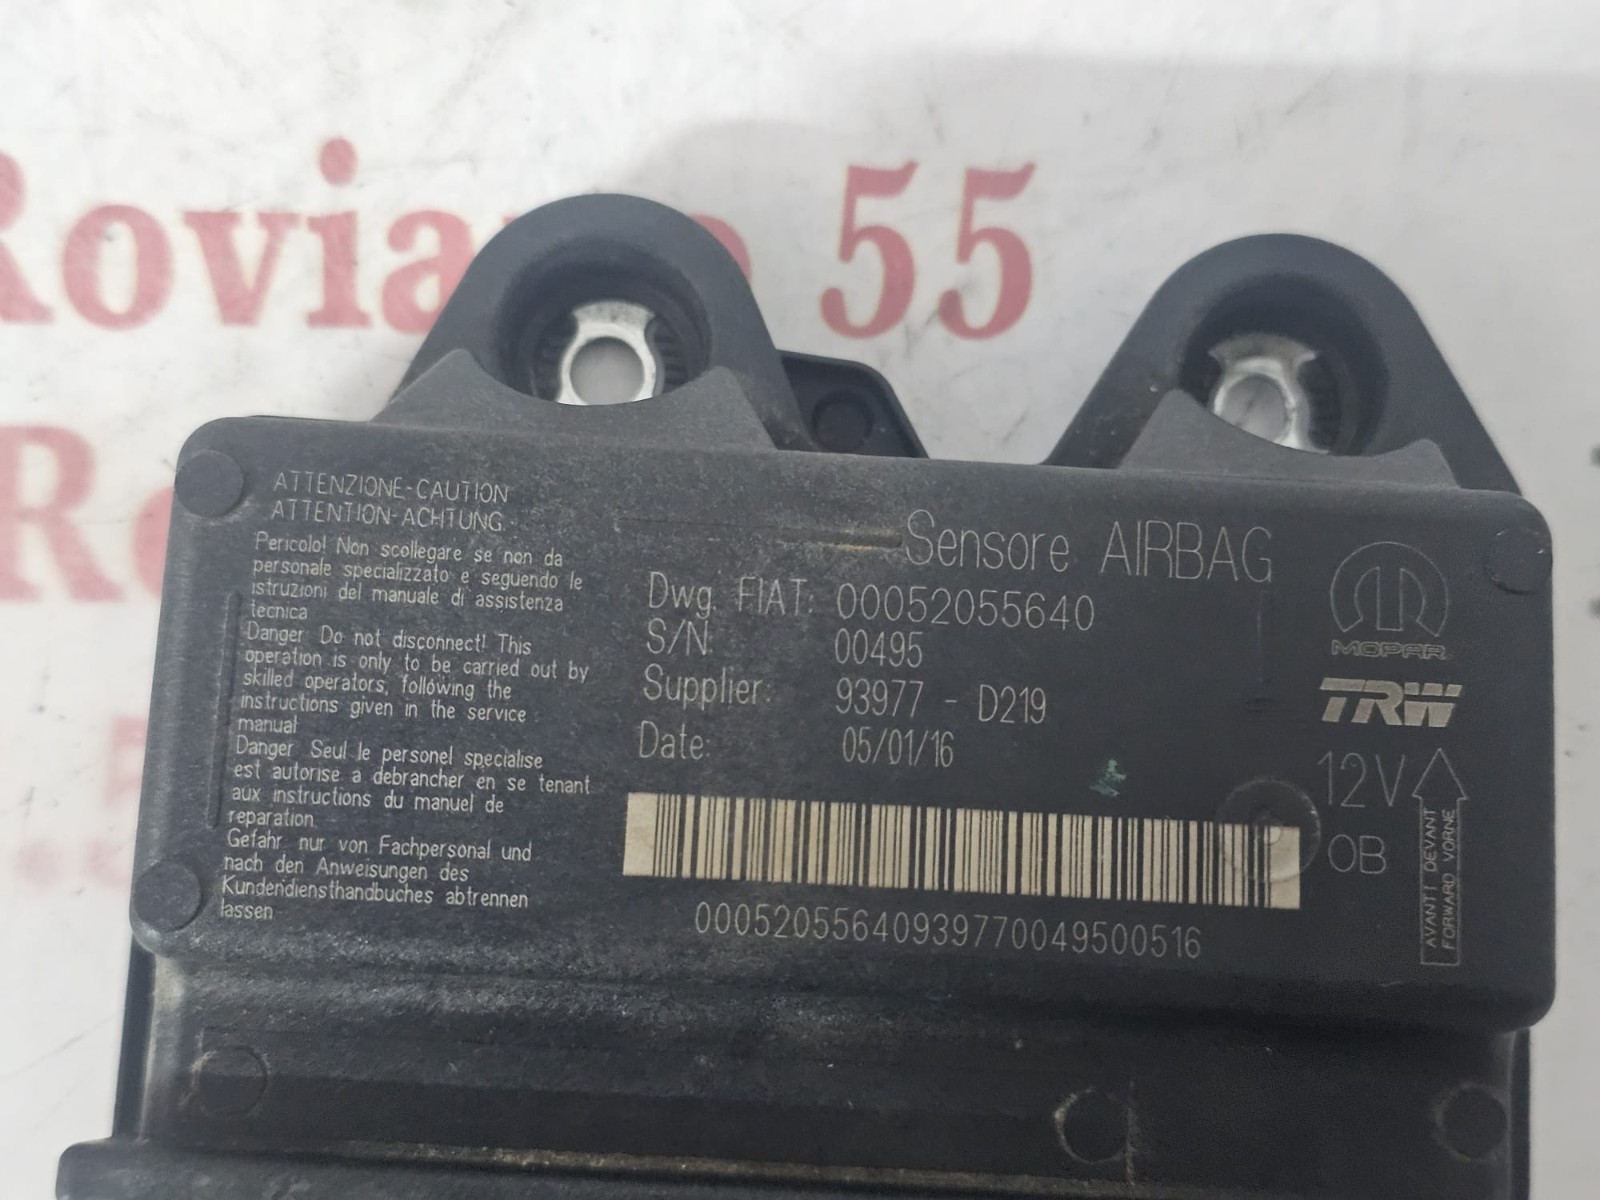 55
ATTENZIONE-CAUTION
ATTENTION-ACHTUNG
Pericolo! Non scollegare se non da
personale specializzato e seguendo le
istruzioni del manuale di assistenza
tecnica
Danger Do not disconnect! This
operation is only to be carried out by
skilled operators, following the
instructions given in the service
manual
Danger Seul le personel specialise
est autorise a debrancher en se tenant
aux instructions du manuel de
reparation
Gefahr nur von Fachpersonal und
nach den Anweisungen des
Kundendiensthandbuches abtrennen
lassen
Sensore AIRBAG
Dwg. FIAT: 00052055640
S/N: 00495
Supplier: 93977 - D219
Date: 05/01/16
00052055640939770049500516
MOPAR
TRW
12V
0B
AVANTI DEVANT
FORWARD VORNE